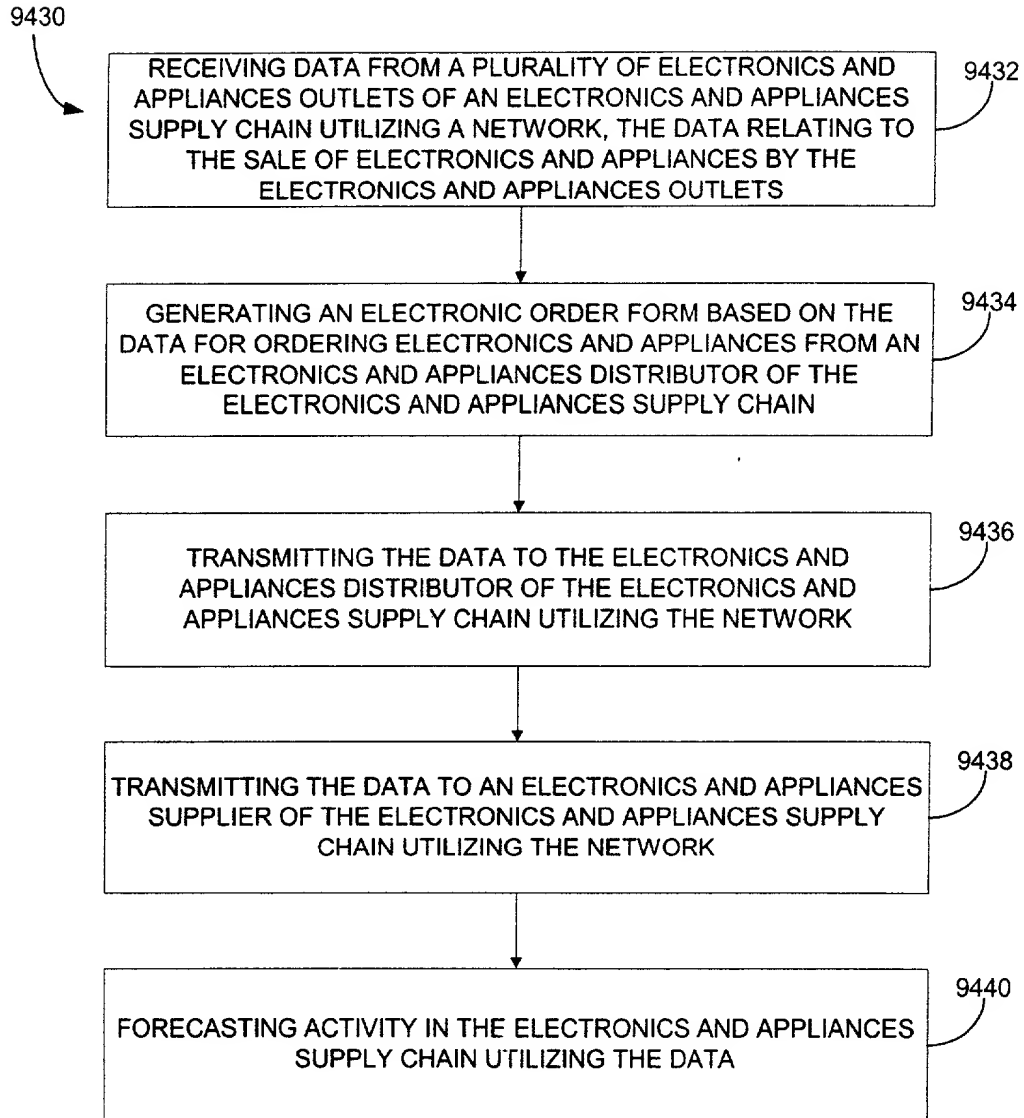 9430
RECEIVING DATA FROM A PLURALITY OF ELECTRONICS AND
APPLIANCES OUTLETS OF AN ELECTRONICS AND APPLIANCES
SUPPLY CHAIN UTILIZING A NETWORK, THE DATA RELATING TO
THE SALE OF ELECTRONICS AND APPLIANCES BY THE
ELECTRONICS AND APPLIANCES OUTLETS
9432
GENERATING AN ELECTRONIC ORDER FORM BASED ON THE
DATA FOR ORDERING ELECTRONICS AND APPLIANCES FROM AN
ELECTRONICS AND APPLIANCES DISTRIBUTOR OF THE
ELECTRONICS AND APPLIANCES SUPPLY CHAIN
9434
TRANSMITTING THE DATA TO THE ELECTRONICS AND
APPLIANCES DISTRIBUTOR OF THE ELECTRONICS AND
APPLIANCES SUPPLY CHAIN UTILIZING THE NETWORK
9436
TRANSMITTING THE DATA TO AN ELECTRONICS AND APPLIANCES
SUPPLIER OF THE ELECTRONICS AND APPLIANCES SUPPLY
CHAIN UTILIZING THE NETWORK
9438
FORECASTING ACTIVITY IN THE ELECTRONICS AND APPLIANCES
SUPPLY CHAIN UTILIZING THE DATA
9440